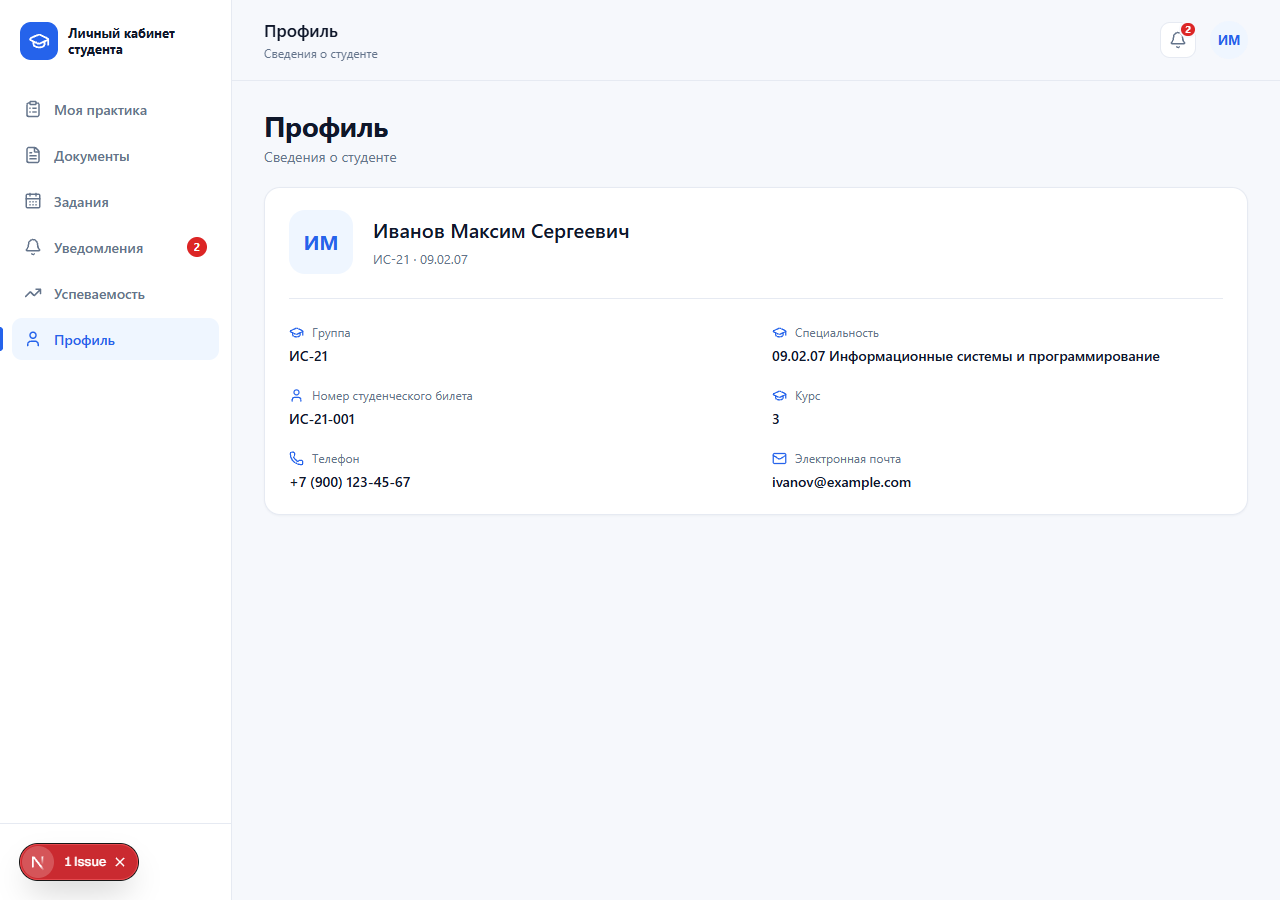 Личный кабинет
студента
Моя практика
Документы
Задания
Уведомления 2
Успеваемость
Профиль
1 Issue
Профиль
Сведения о студенте
2
ИМ
Профиль
Сведения о студенте
ИМ
Иванов Максим Сергеевич
ИС-21 · 09.02.07
Группа
ИС-21
Специальность
09.02.07 Информационные системы и программирование
Номер студенческого билета
ИС-21-001
Курс
3
Телефон
+7 (900) 123-45-67
Электронная почта
ivanov@example.com